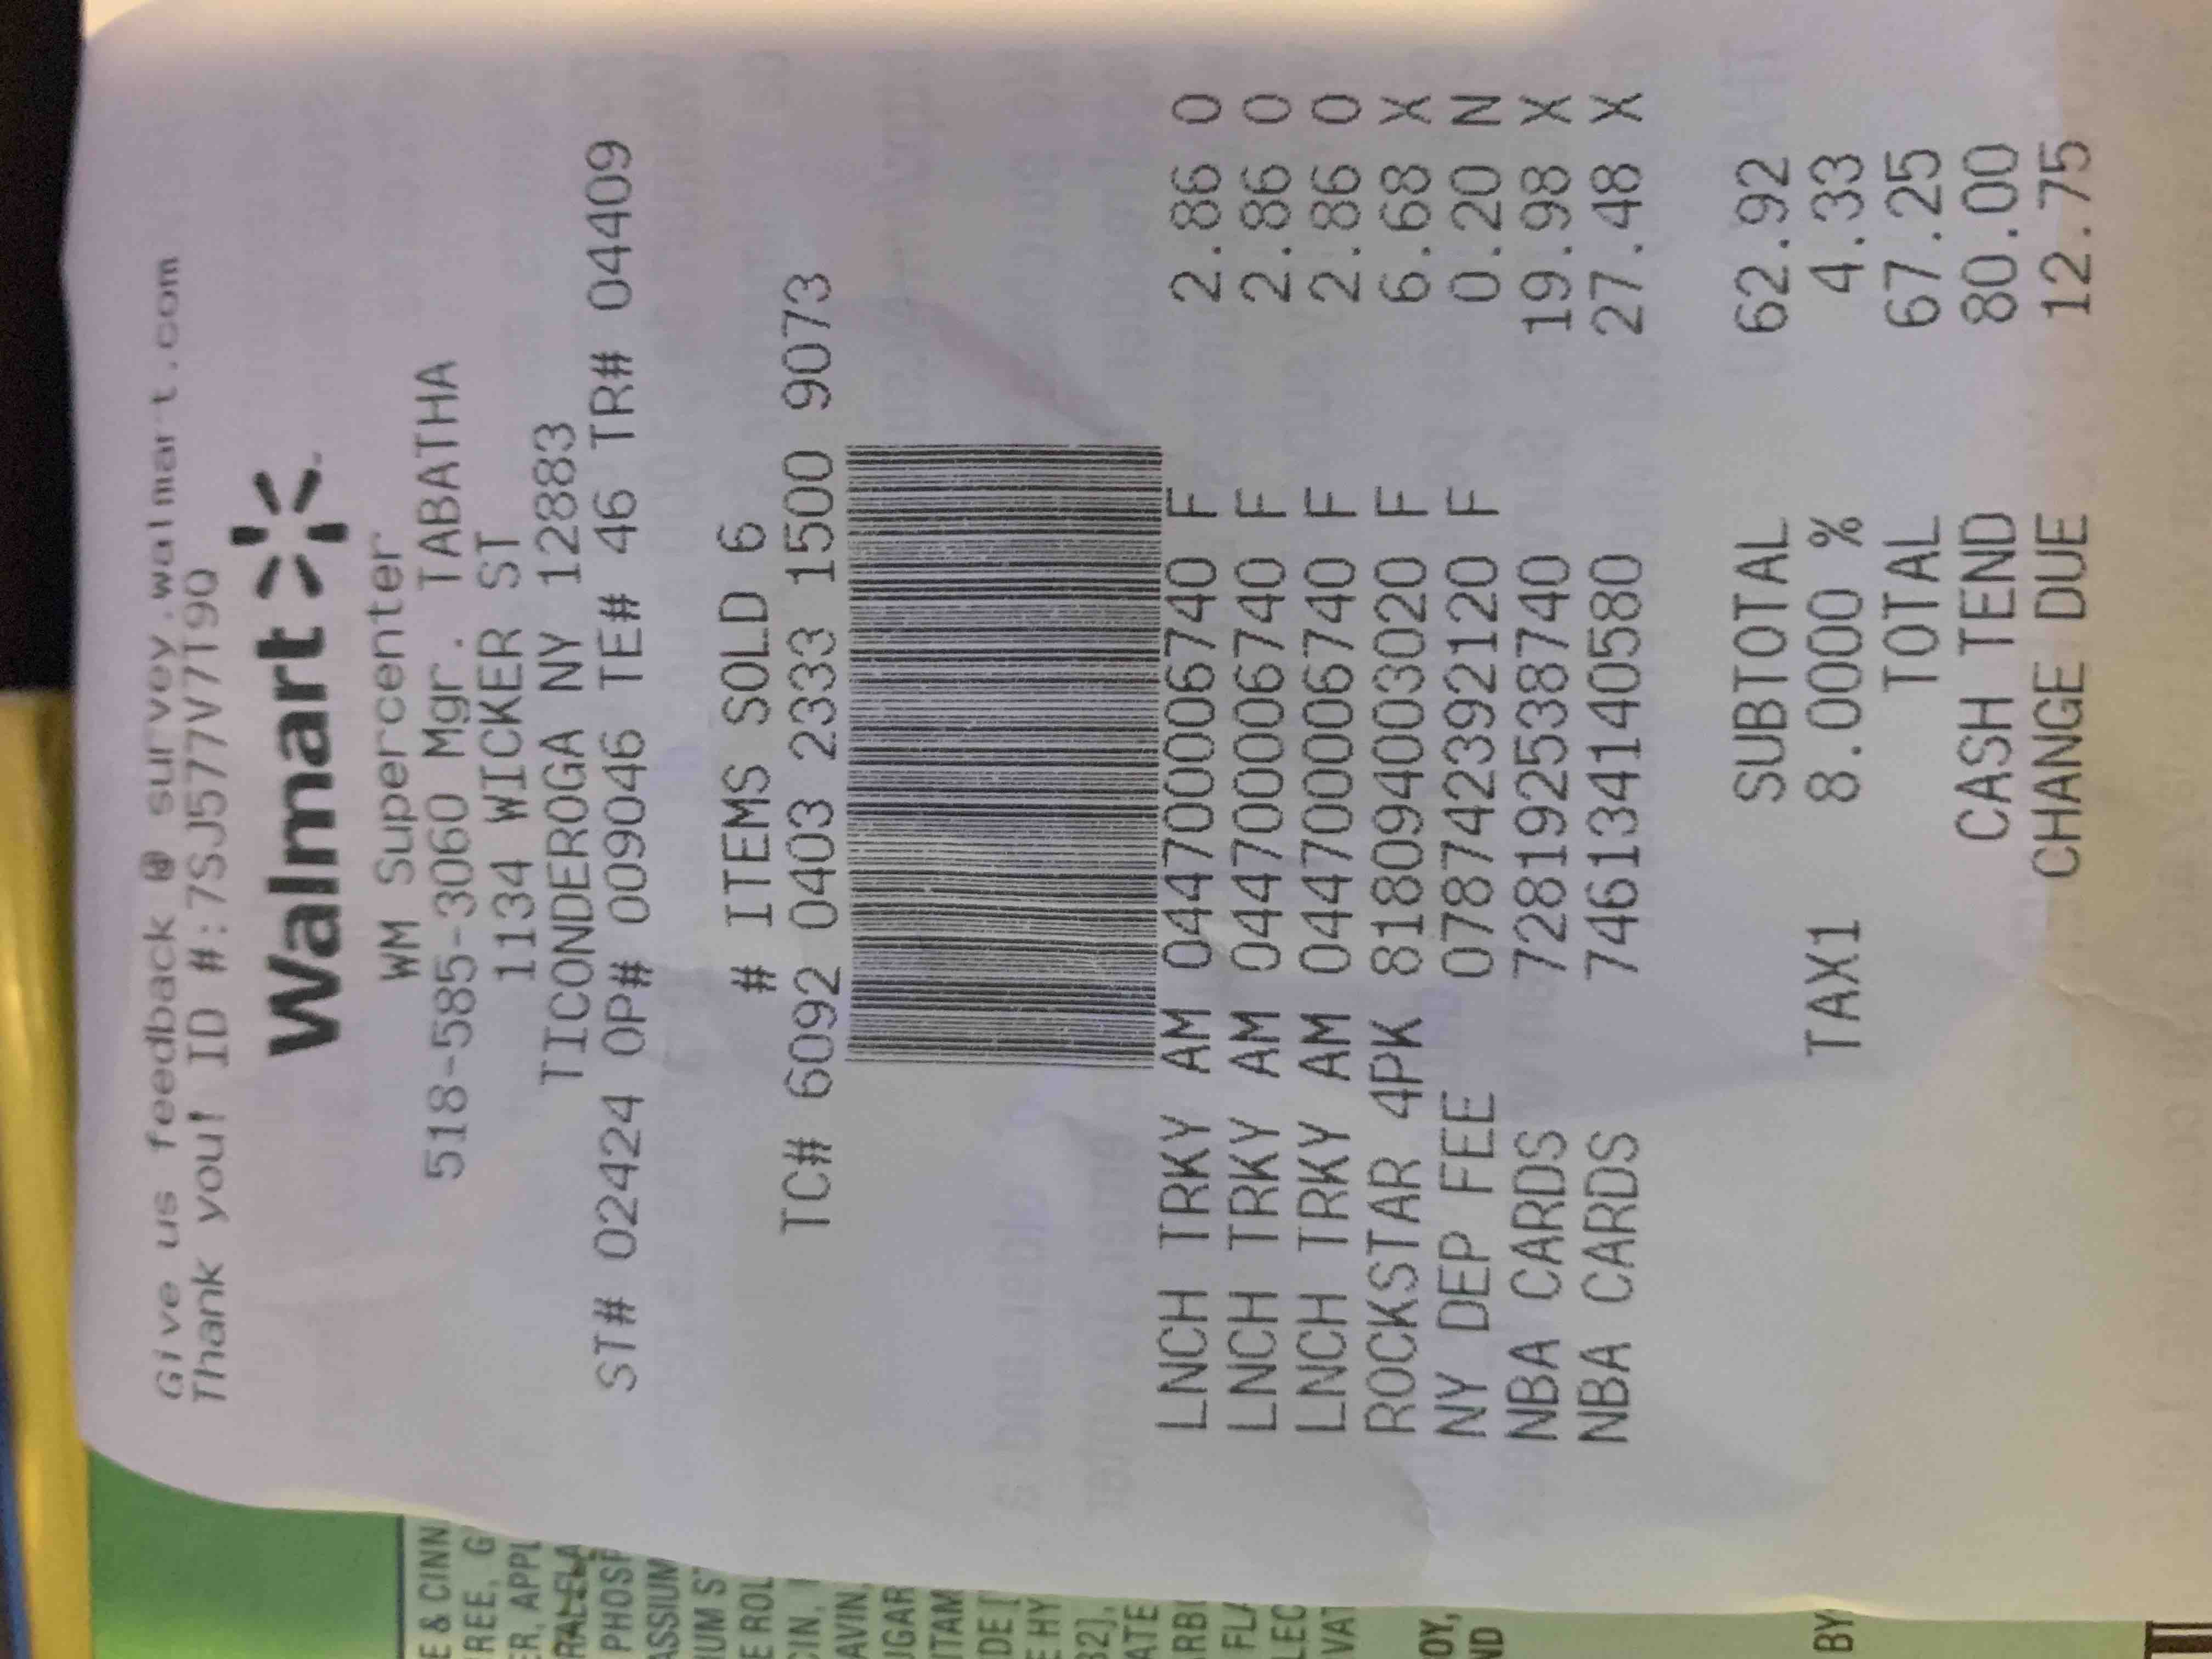 Give us feedback @ survey.walmart.com
Thank you! ID #:7SJ577V7T9Q
Walmart
WM Supercenter
518-585-3060 Mgr. TABATHA
1134 WICKER ST
TICONDEROGA NY 12883
ST# 02424 OP# 009046 TE# 46 TR# 04409
# ITEMS SOLD 6
TC# 6092 0403 2333 1500 9073
LNCH TRKY AM 044700006740 F 2.86 O
LNCH TRKY AM 044700006740 F 2.86 O
LNCH TRKY AM 044700006740 F 2.86 O
ROCKSTAR 4PK 818094003020 F 6.68 X
NY DEP FEE 078742392120 F 0.20 N
NBA CARDS 728192538740 19.98 X
NBA CARDS 746134140580 27.48 X
SUBTOTAL 62.92
TAX1 8.0000 % 4.33
TOTAL 67.25
CASH TEND 80.00
CHANGE DUE 12.75
E & CINN
REE, G
ER, APPL
PHOSP
ASSIUM
IUM S
E ROL
CIN,
AVIN,
UGAR
ITAM
DE [
E HY
32],
ATE
ARB
FLA
LEC
VAT
OY,
ND
BY